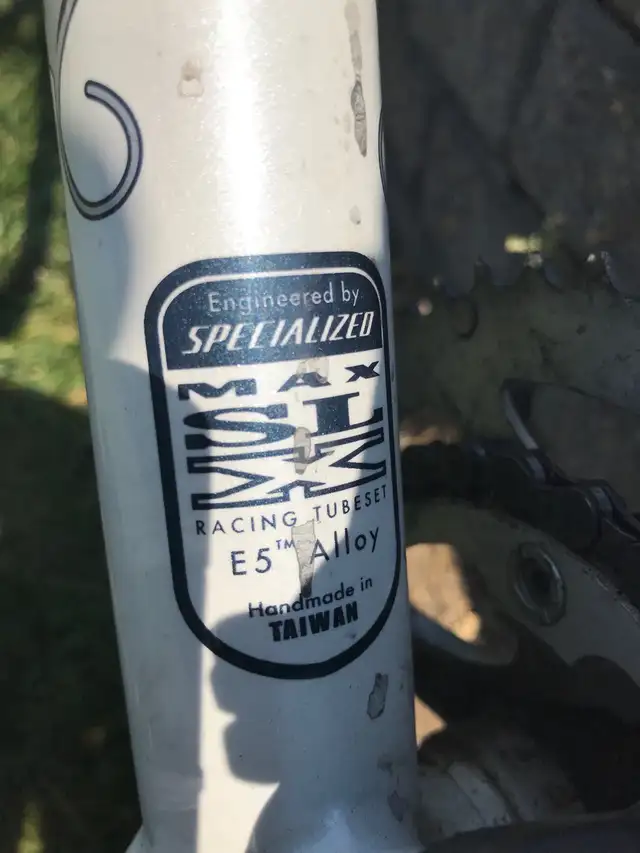 Engineered by
SPECIALIZED
MAX
SL
X
RACING TUBESET
E5™ Alloy
Handmade in
TAIWAN